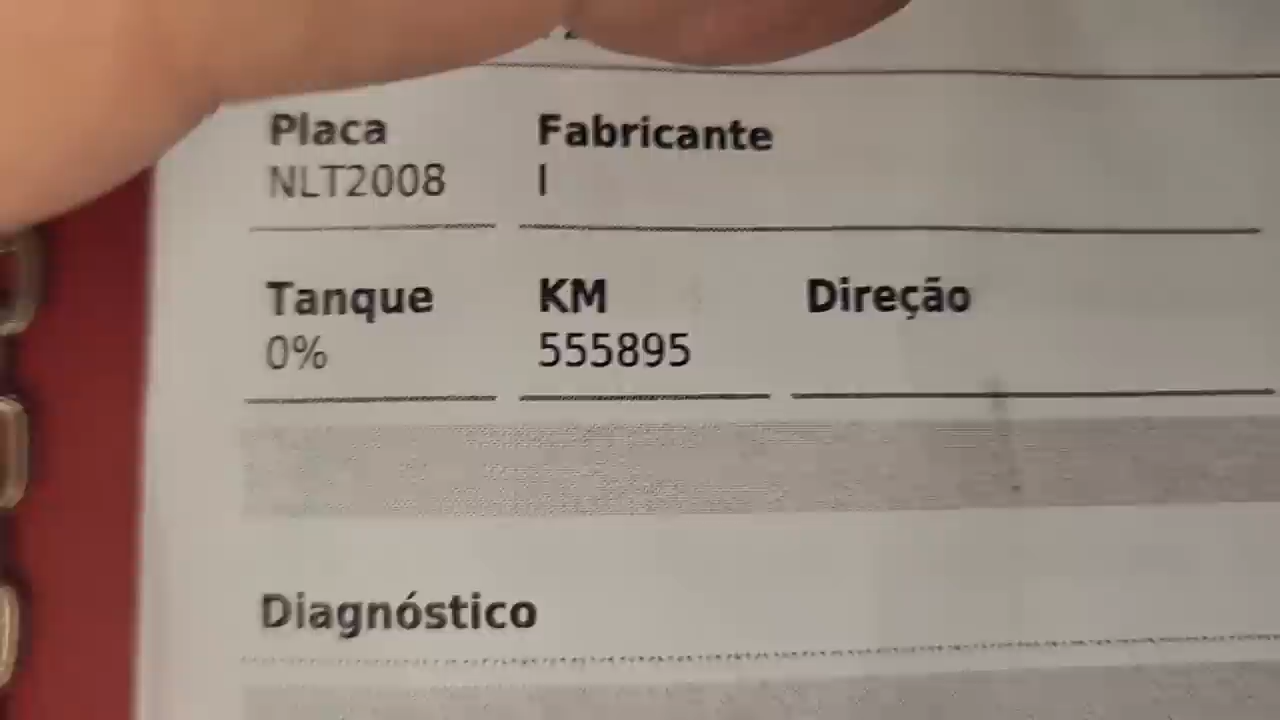 Placa Fabricante
NLT2008 I
Tanque KM Direção
0% 555895
Diagnóstico